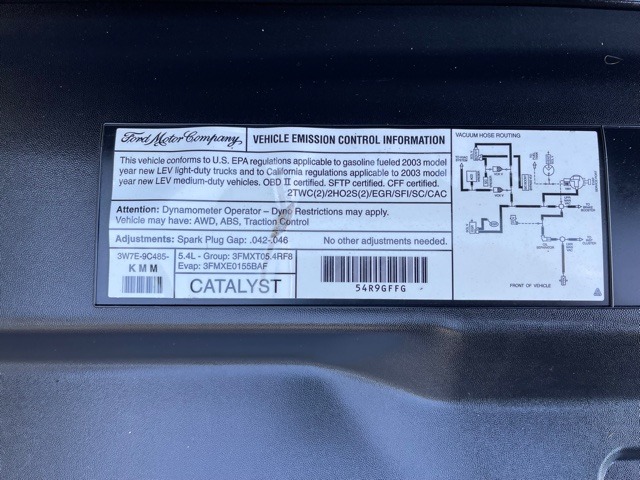 Ford Motor Company,
VEHICLE EMISSION CONTROL INFORMATION
This vehicle conforms to U.S. EPA regulations applicable to gasoline fueled 2003 model
year new LEV light-duty trucks and to California regulations applicable to 2003 model
year new LEV medium-duty vehicles. OBD II certified. SFTP certified. CFF certified.
2TWC(2)/2HO2S(2)/EGR/SFI/SC/CAC
Attention: Dynamometer Operator – Dyno Restrictions may apply.
Vehicle may have: AWD, ABS, Traction Control
Adjustments: Spark Plug Gap: .042-.046 No other adjustments needed.
3W7E-9C485-
KMM
5.4L - Group: 3FMXT05.4RF8
Evap: 3FMXE0155BAF
CATALYST
54R9GFFG
VACUUM HOSE ROUTING
FRONT OF VEHICLE